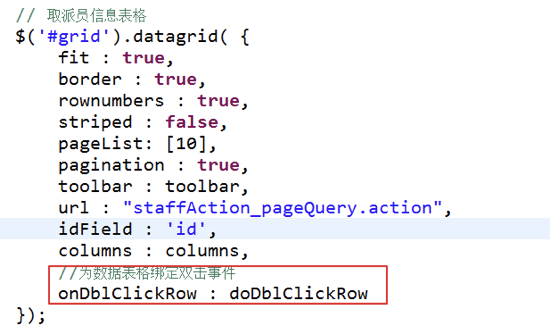 // 取派员信息表格
$('#grid').datagrid( {
fit : true,
border : true,
rownumbers : true,
striped : false,
pageList: [10],
pagination : true,
toolbar : toolbar,
url : "staffAction_pageQuery.action",
idField : 'id',
columns : columns,
//为数据表格绑定双击事件
onDblClickRow : doDblClickRow
});